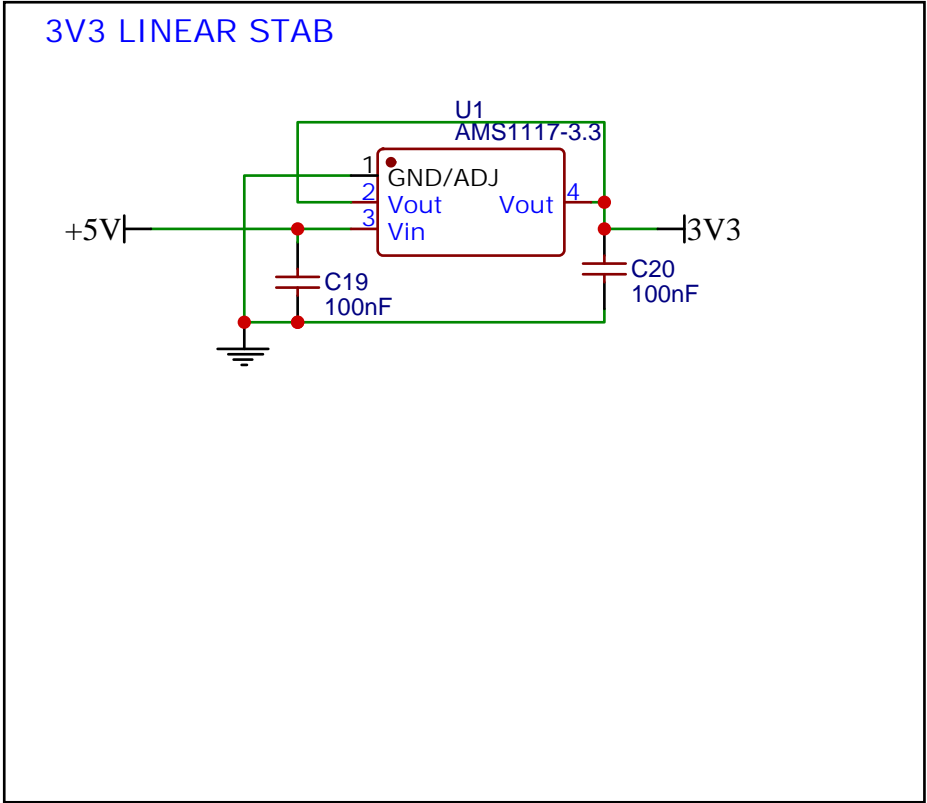 3V3 LINEAR STAB
U1
AMS1117-3.3
1
GND/ADJ
2
Vout
Vout
4
3
Vin
+5V
3V3
C19
100nF
C20
100nF